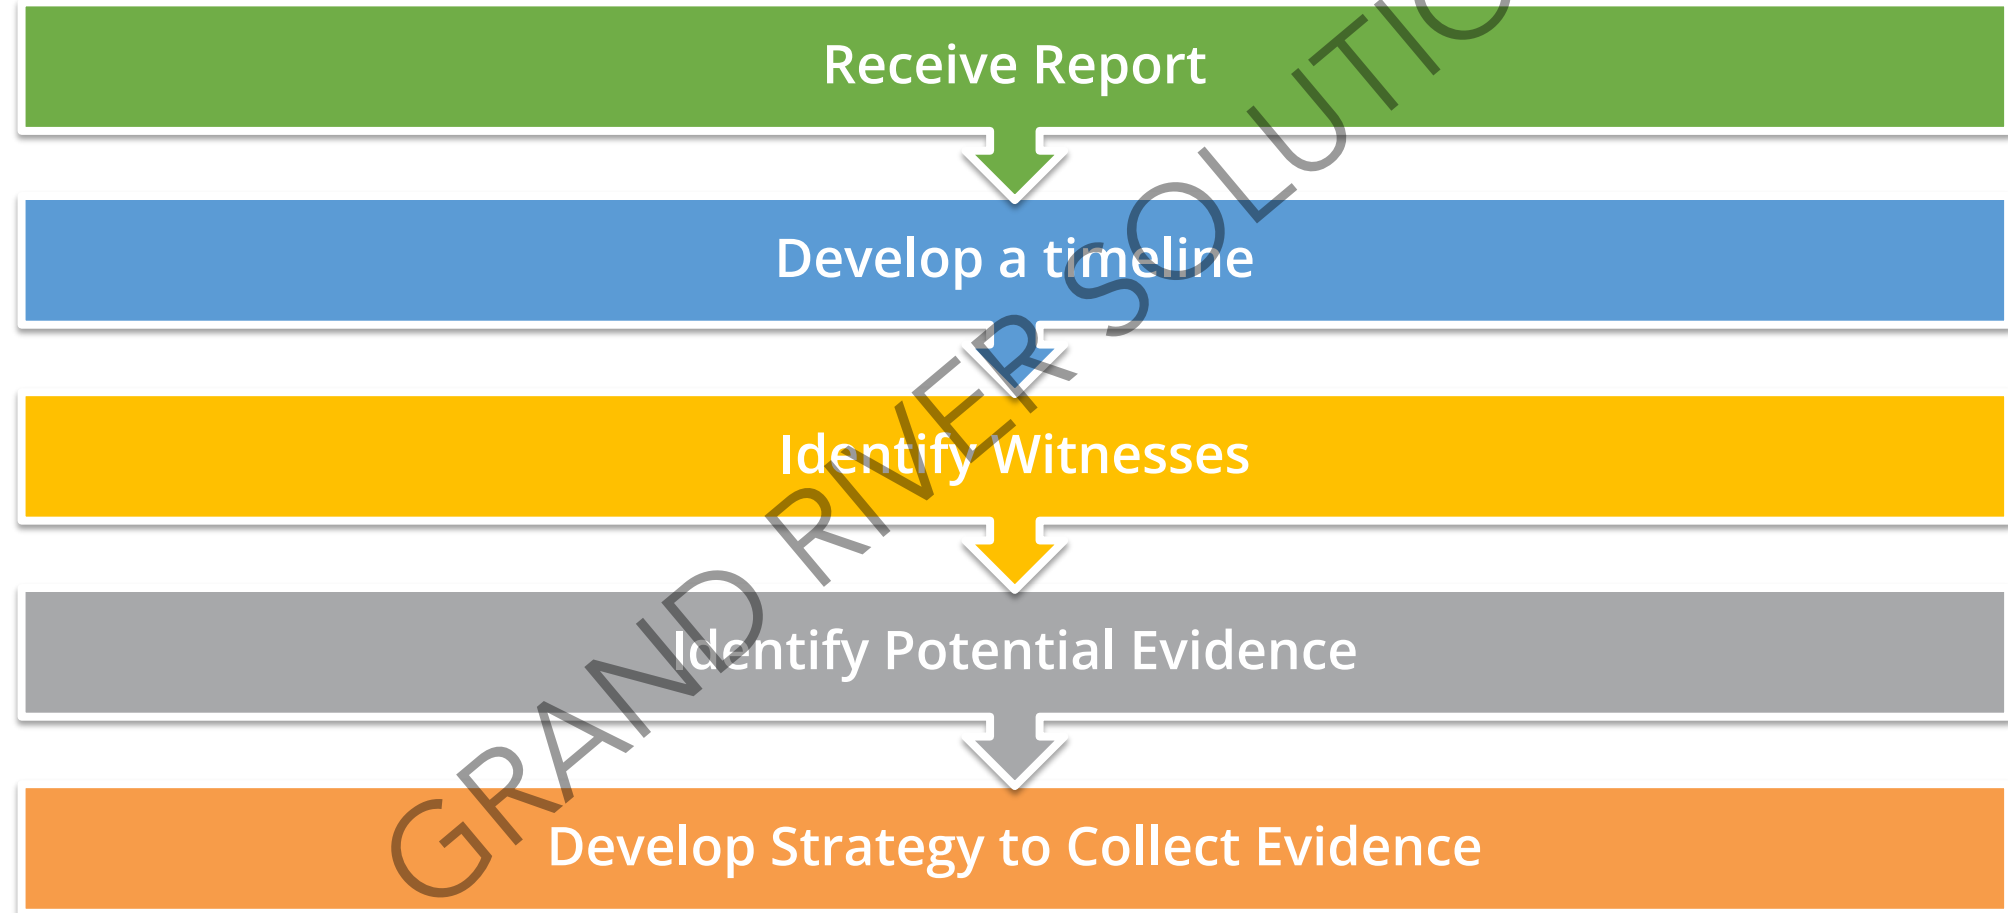 Receive Report
Develop a timeline
Identify Witnesses
Identify Potential Evidence
Develop Strategy to Collect Evidence
GRAND RIVER SOLUTIO